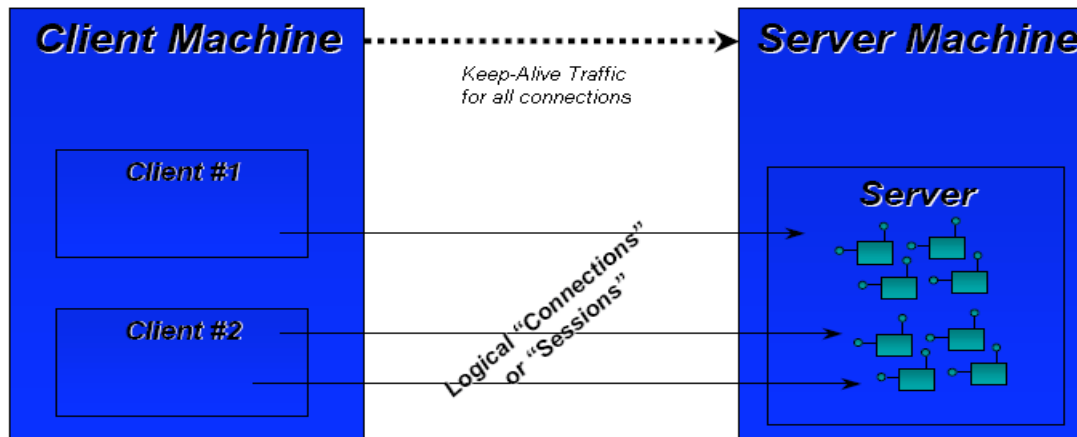 Client Machine
Server Machine
Keep-Alive Traffic
for all connections
Client #1
Server
Logical “Connections”
or “Sessions”
Client #2